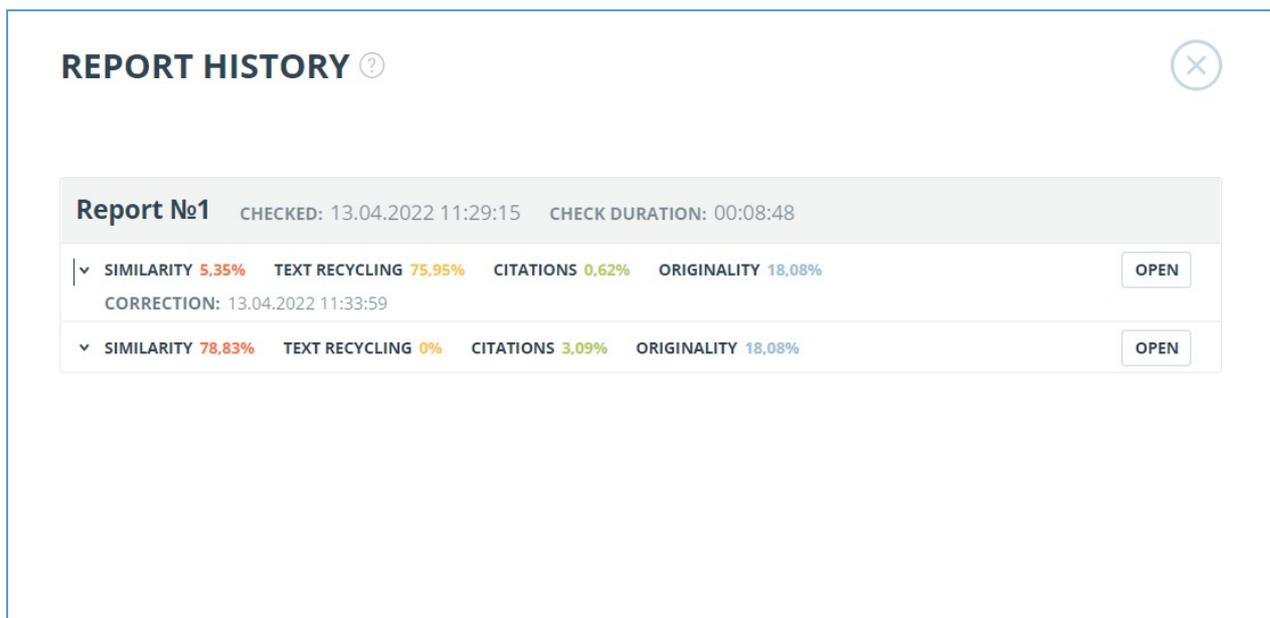 REPORT HISTORY ?
Report №1 CHECKED: 13.04.2022 11:29:15 CHECK DURATION: 00:08:48
SIMILARITY 5,35% TEXT RECYCLING 75,95% CITATIONS 0,62% ORIGINALITY 18,08% OPEN
CORRECTION: 13.04.2022 11:33:59
SIMILARITY 78,83% TEXT RECYCLING 0% CITATIONS 3,09% ORIGINALITY 18,08% OPEN